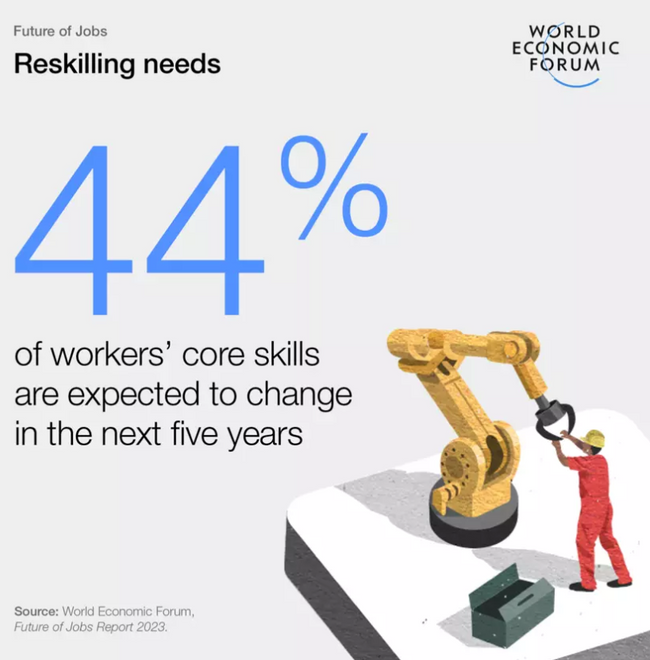 Future of Jobs
Reskilling needs
WORLD
ECONOMIC
FORUM
44%
of workers’ core skills
are expected to change
in the next five years
Source: World Economic Forum,
Future of Jobs Report 2023.